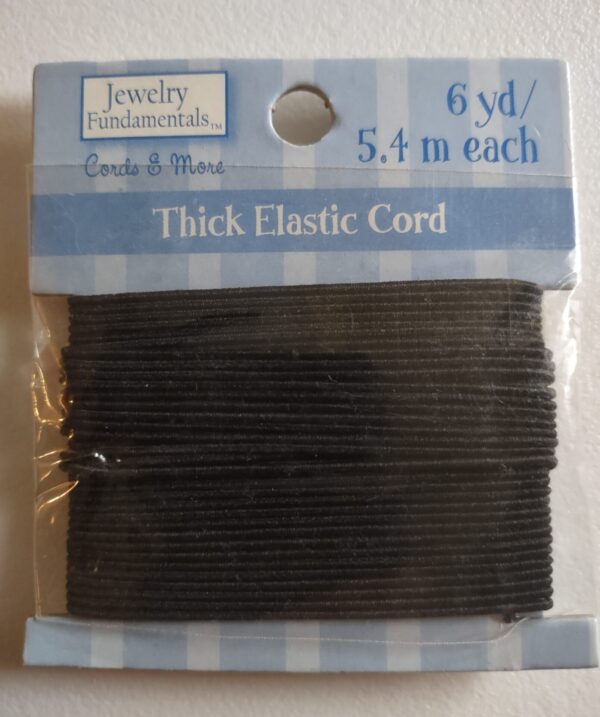 Jewelry
Fundamentals™
Cords & More
6 yd/
5.4 m each
Thick Elastic Cord